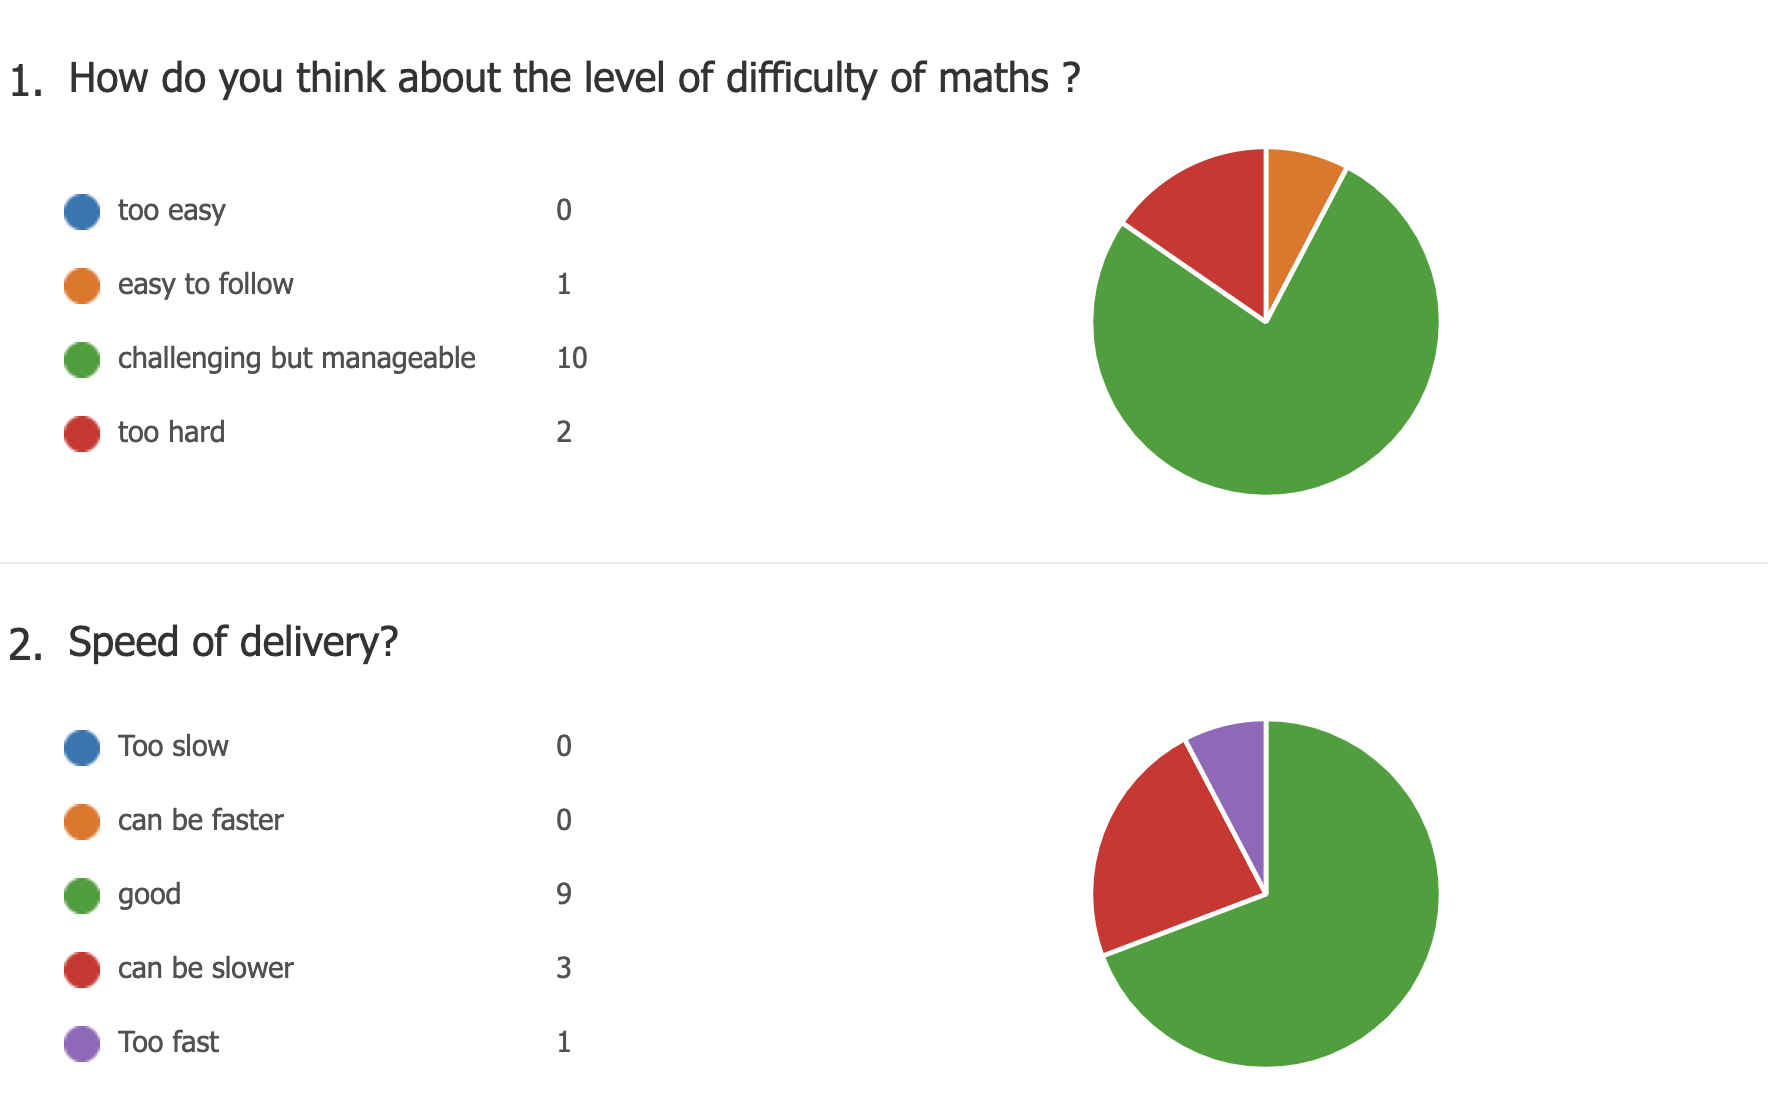 1. How do you think about the level of difficulty of maths ?
too easy 0
easy to follow 1
challenging but manageable 10
too hard 2
2. Speed of delivery?
Too slow 0
can be faster 0
good 9
can be slower 3
Too fast 1